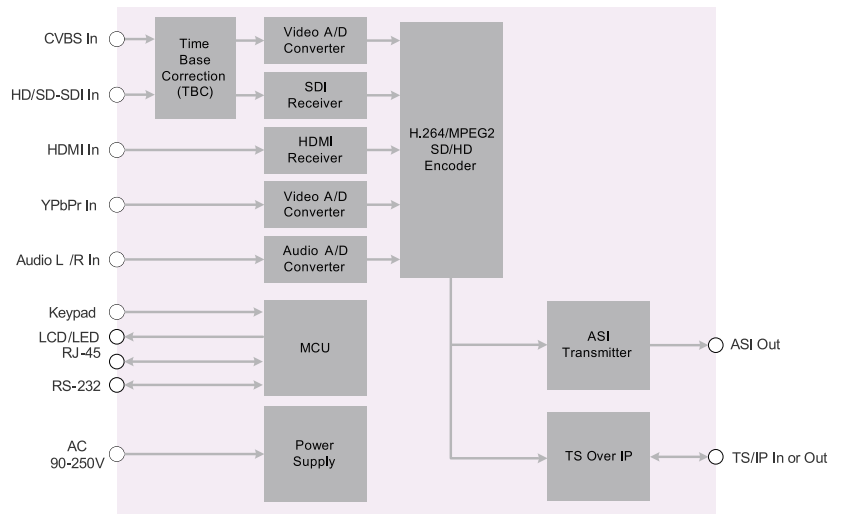 CVBS In
HD/SD-SDI In
HDMI In
YPbPr In
Audio L /R In
Keypad
LCD/LED
RJ-45
RS-232
AC
90-250V
Time
Base
Correction
(TBC)
Video A/D
Converter
SDI
Receiver
HDMI
Receiver
Video A/D
Converter
Audio A/D
Converter
MCU
Power
Supply
H.264/MPEG2
SD/HD
Encoder
ASI
Transmitter
TS Over IP
ASI Out
TS/IP In or Out